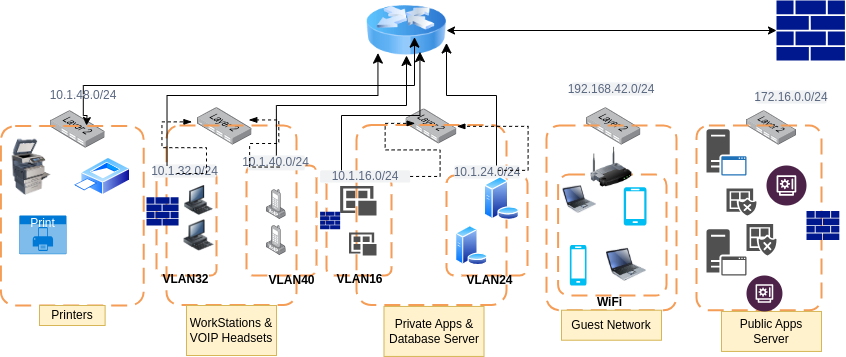 192.168.42.0/24
10.1.48.0/24
172.16.0.0/24
Layer 2
Layer 2
Layer 2
Layer 2
Layer 2
10.1.32.0/24
10.1.40.0/24
10.1.16.0/24
10.1.24.0/24
Print
VLAN32
VLAN40
VLAN16
VLAN24
WiFi
Printers
WorkStations &
VOIP Headsets
Private Apps &
Database Server
Guest Network
Public Apps
Server